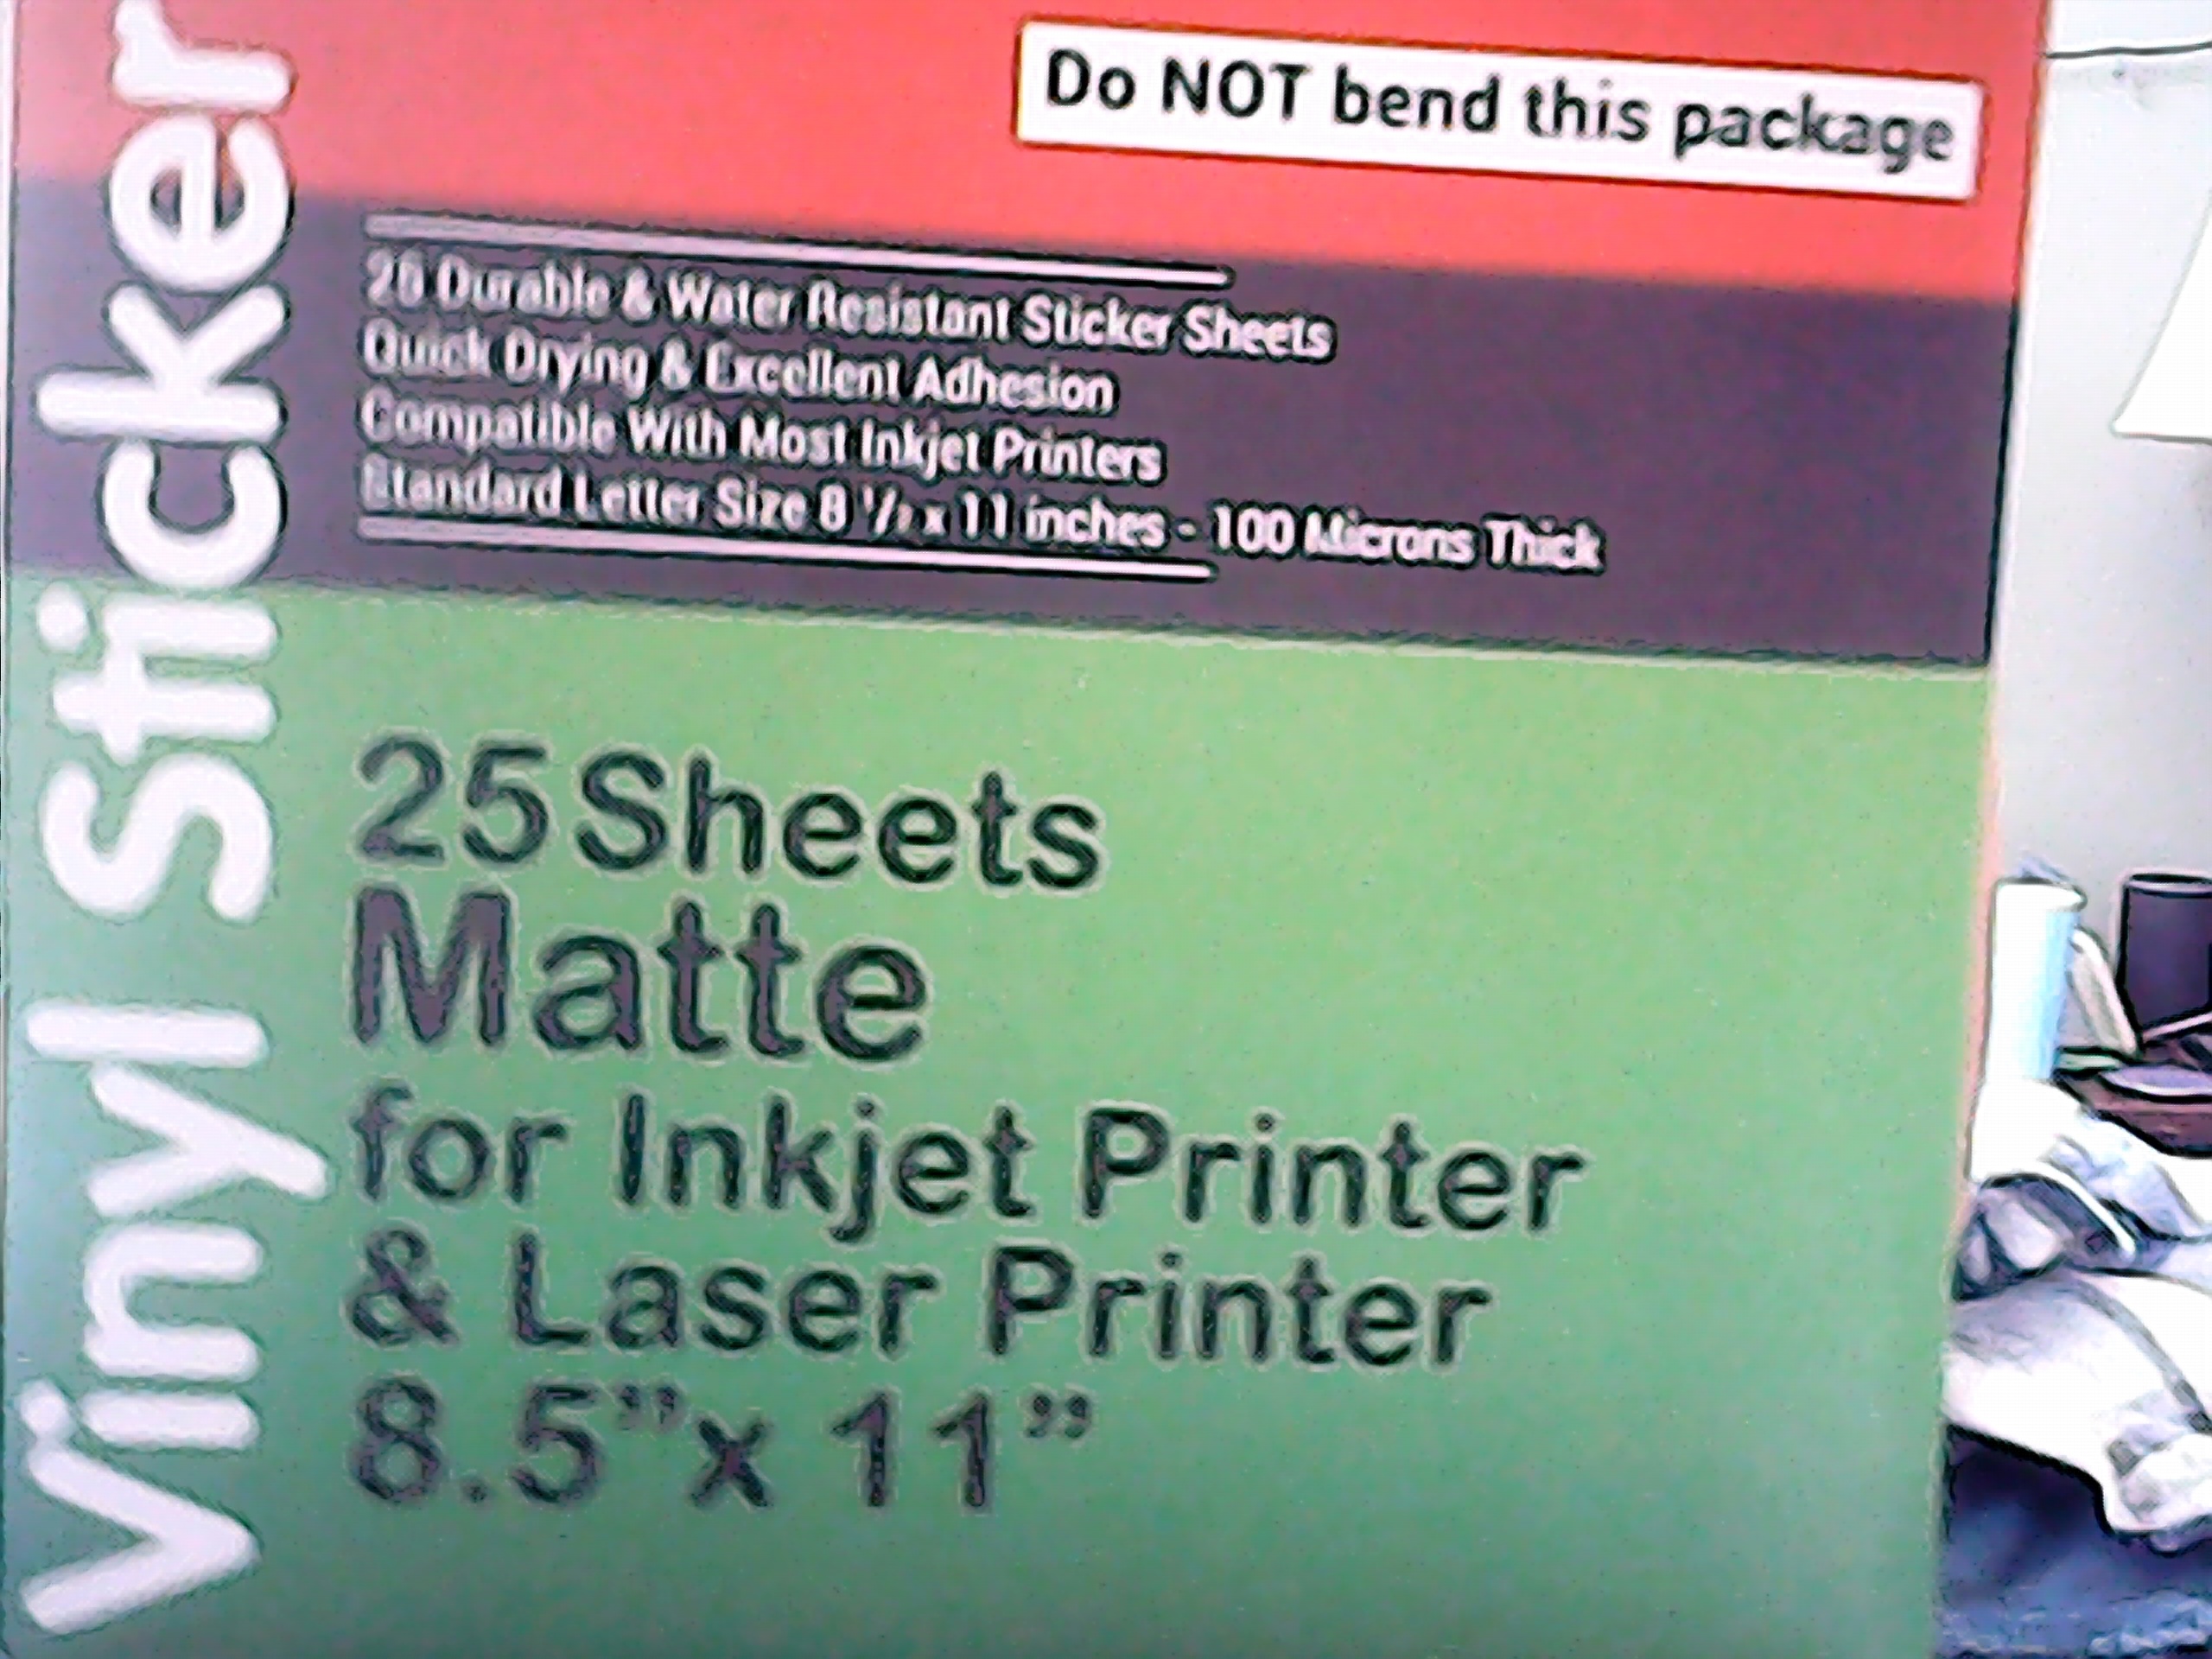 Vinyl Sticker
Do NOT bend this package
25 Durable & Water Resistant Sticker Sheets
Quick Drying & Excellent Adhesion
Compatible With Most Inkjet Printers
Standard Letter Size 8 1/2 x 11 inches - 100 Microns Thick
25 Sheets
Matte
for Inkjet Printer
& Laser Printer
8.5”x 11”